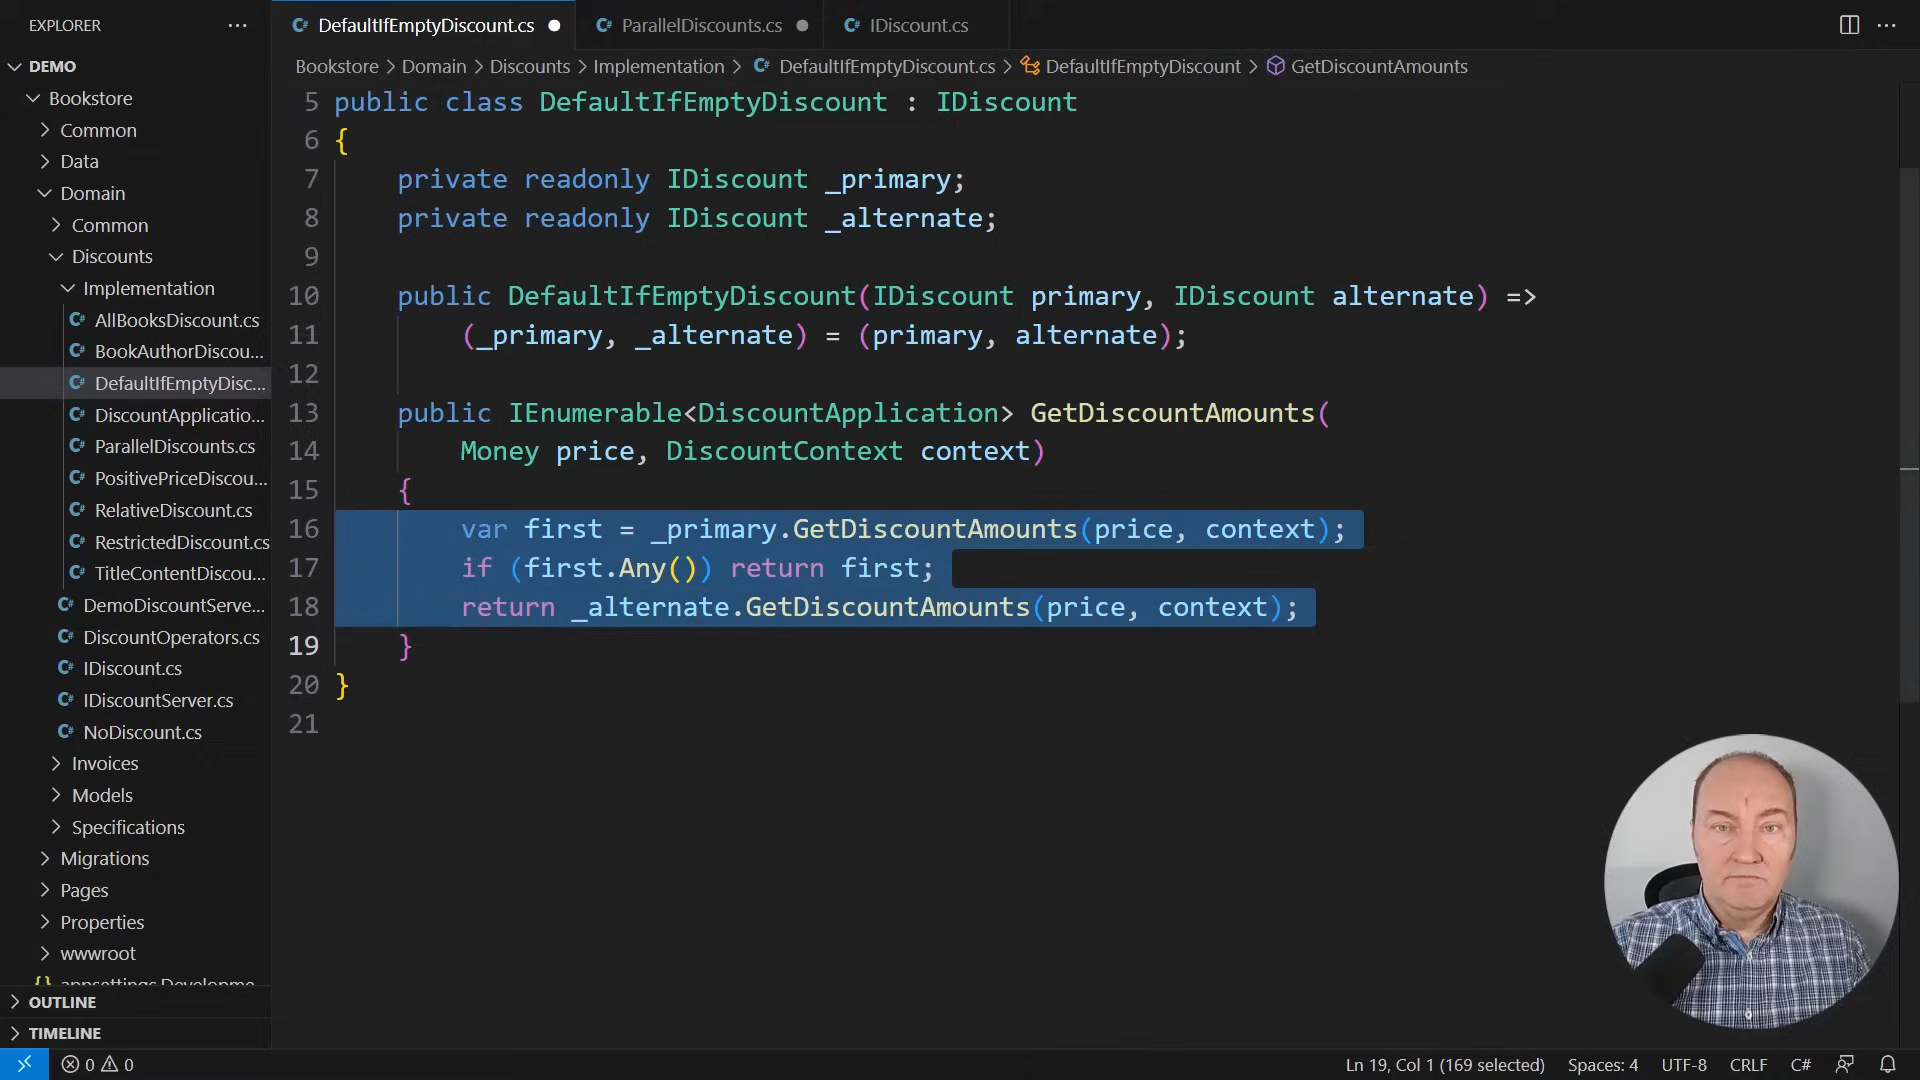 EXPLORER
DEMO
Bookstore
Common
Data
Domain
Common
Discounts
Implementation
AllBooksDiscount.cs
BookAuthorDiscou...
DefaultIfEmptyDisc...
DiscountApplicatio...
ParallelDiscounts.cs
PositivePriceDiscou...
RelativeDiscount.cs
RestrictedDiscount.cs
TitleContentDiscou...
DemoDiscountServe...
DiscountOperators.cs
IDiscount.cs
IDiscountServer.cs
NoDiscount.cs
Invoices
Models
Specifications
Migrations
Pages
Properties
wwwroot
{} appsettings.Developme...
OUTLINE
TIMELINE
DefaultIfEmptyDiscount.cs ParallelDiscounts.cs IDiscount.cs
Bookstore > Domain > Discounts > Implementation > DefaultIfEmptyDiscount.cs > DefaultIfEmptyDiscount > GetDiscountAmounts
5 public class DefaultIfEmptyDiscount : IDiscount
6 {
7 private readonly IDiscount _primary;
8 private readonly IDiscount _alternate;
9
10 public DefaultIfEmptyDiscount(IDiscount primary, IDiscount alternate) =>
11 (_primary, _alternate) = (primary, alternate);
12
13 public IEnumerable<DiscountApplication> GetDiscountAmounts(
14 Money price, DiscountContext context)
15 {
16 var first = _primary.GetDiscountAmounts(price, context);
17 if (first.Any()) return first;
18 return _alternate.GetDiscountAmounts(price, context);
19 }
20 }
21
0 0 Ln 19, Col 1 (169 selected) Spaces: 4 UTF-8 CRLF C#